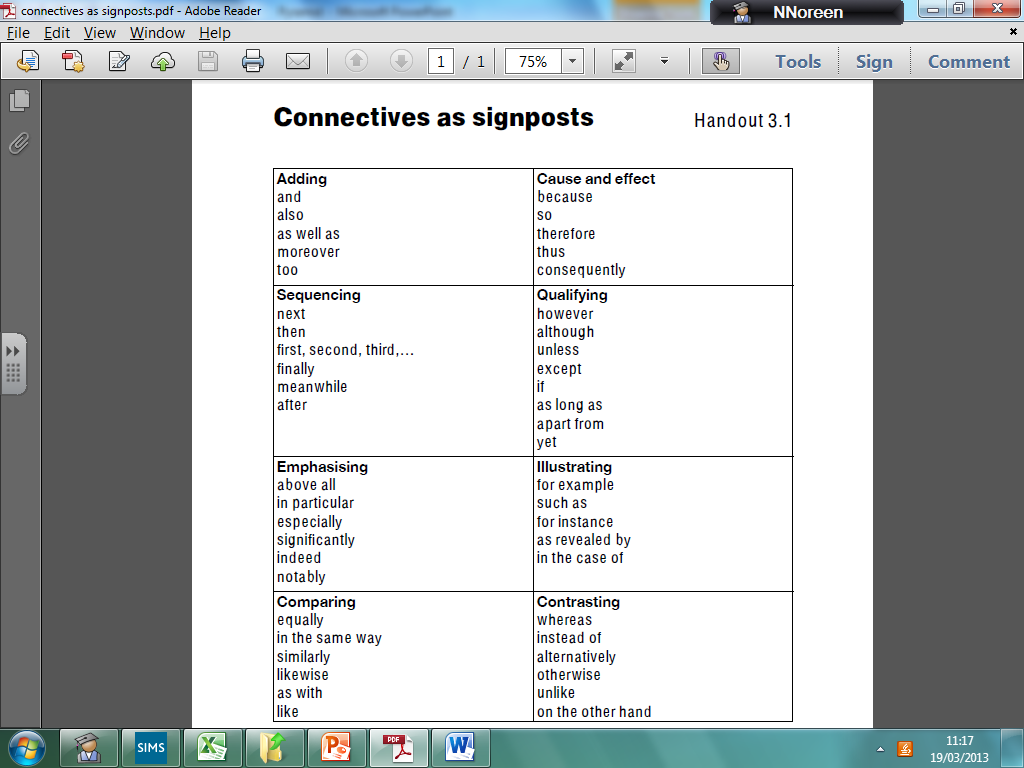 connectives as signposts.pdf - Adobe Reader
NNoreen
File Edit View Window Help
1 / 1
75%
Tools
Sign
Comment
Connectives as signposts
Handout 3.1
Adding
and
also
as well as
moreover
too
Cause and effect
because
so
therefore
thus
consequently
Sequencing
next
then
first, second, third,...
finally
meanwhile
after
Qualifying
however
although
unless
except
if
as long as
apart from
yet
Emphasising
above all
in particular
especially
significantly
indeed
notably
Illustrating
for example
such as
for instance
as revealed by
in the case of
Comparing
equally
in the same way
similarly
likewise
as with
like
Contrasting
whereas
instead of
alternatively
otherwise
unlike
on the other hand
SIMS
PDF
11:17
19/03/2013